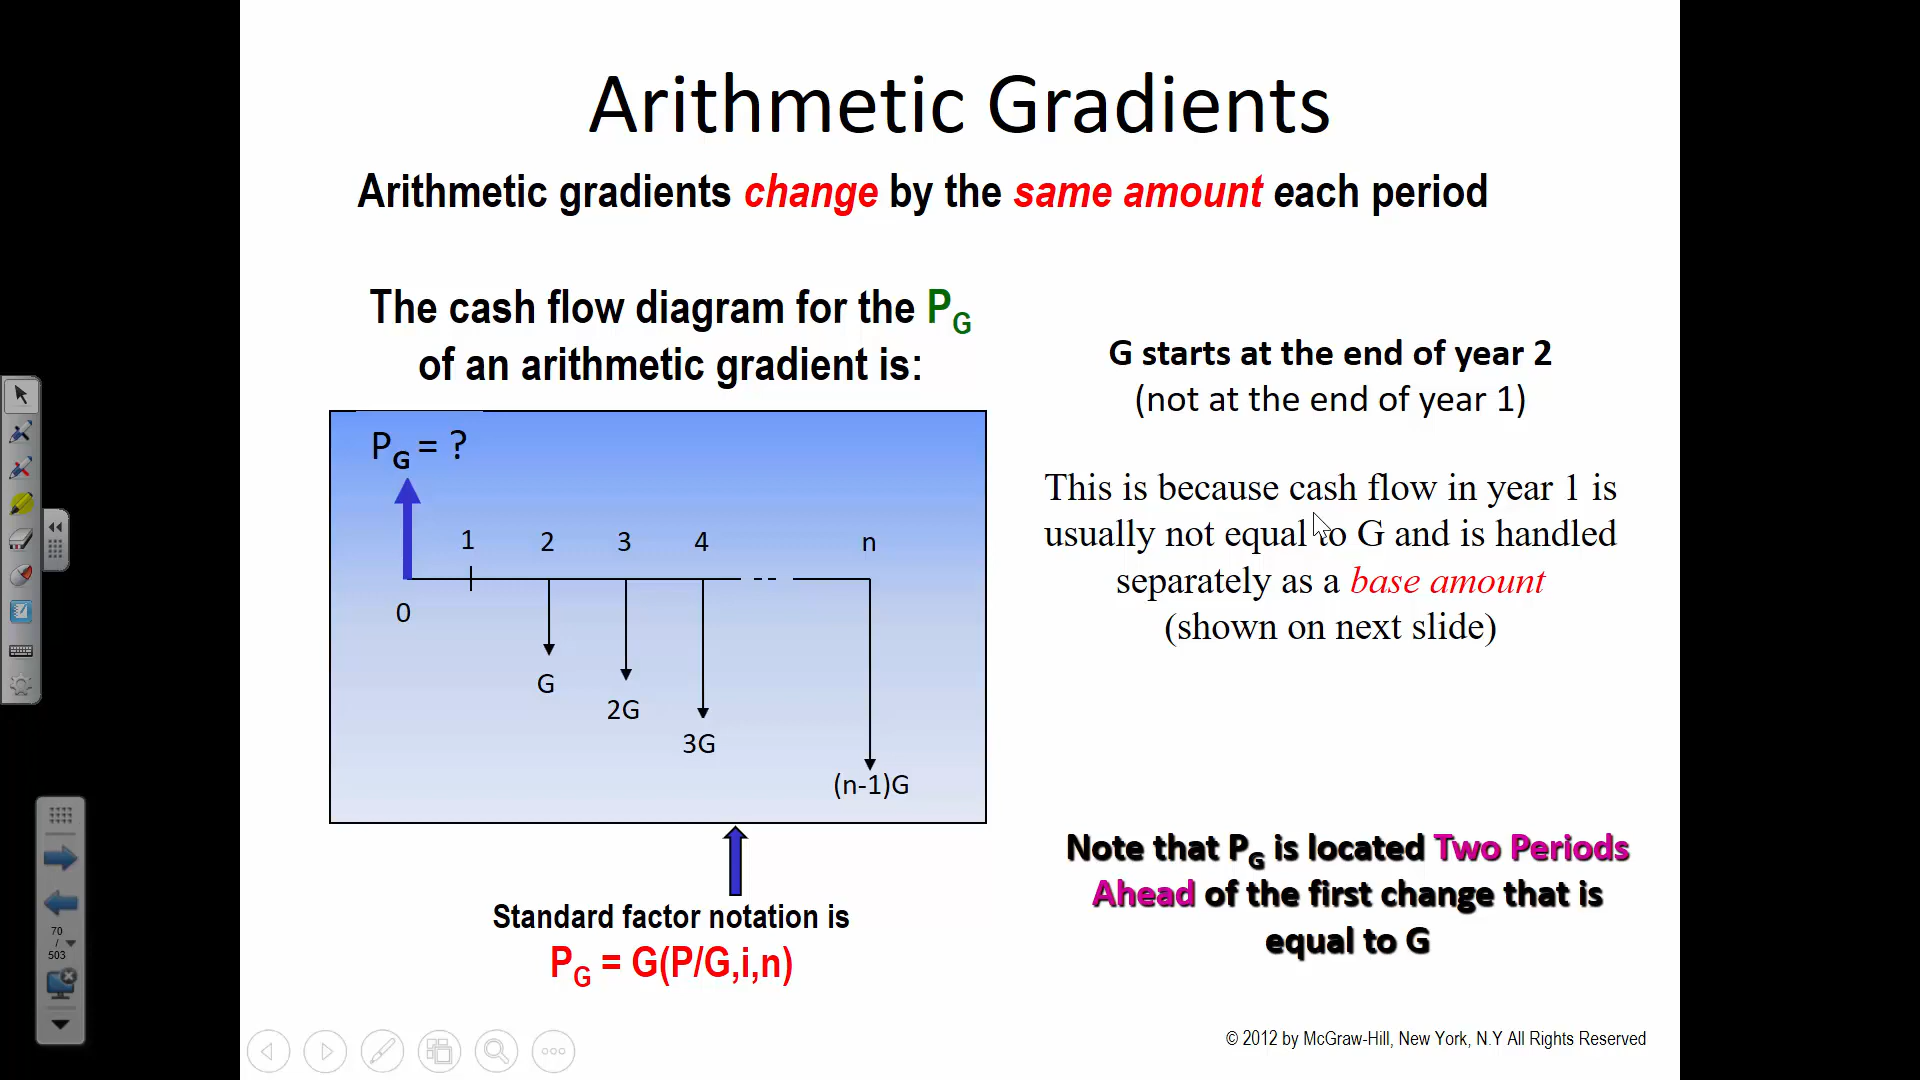 Arithmetic Gradients
Arithmetic gradients change by the same amount each period
The cash flow diagram for the PG
of an arithmetic gradient is:
PG = ?
1 2 3 4 n
0
G
2G
3G
(n-1)G
Standard factor notation is
PG = G(P/G,i,n)
G starts at the end of year 2
(not at the end of year 1)
This is because cash flow in year 1 is
usually not equal to G and is handled
separately as a base amount
(shown on next slide)
Note that PG is located Two Periods
Ahead of the first change that is
equal to G
70
/
503
© 2012 by McGraw-Hill, New York, N.Y All Rights Reserved